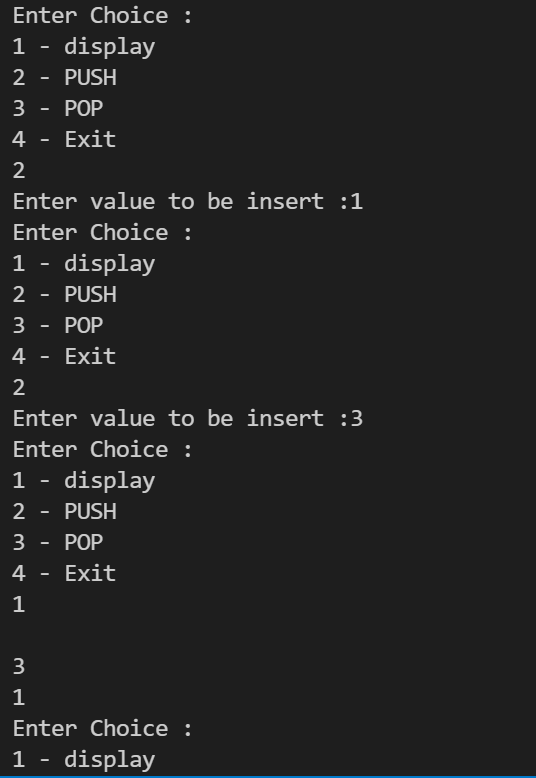 Enter Choice :
1 - display
2 - PUSH
3 - POP
4 - Exit
2
Enter value to be insert :1
Enter Choice :
1 - display
2 - PUSH
3 - POP
4 - Exit
2
Enter value to be insert :3
Enter Choice :
1 - display
2 - PUSH
3 - POP
4 - Exit
1

3
1
Enter Choice :
1 - display